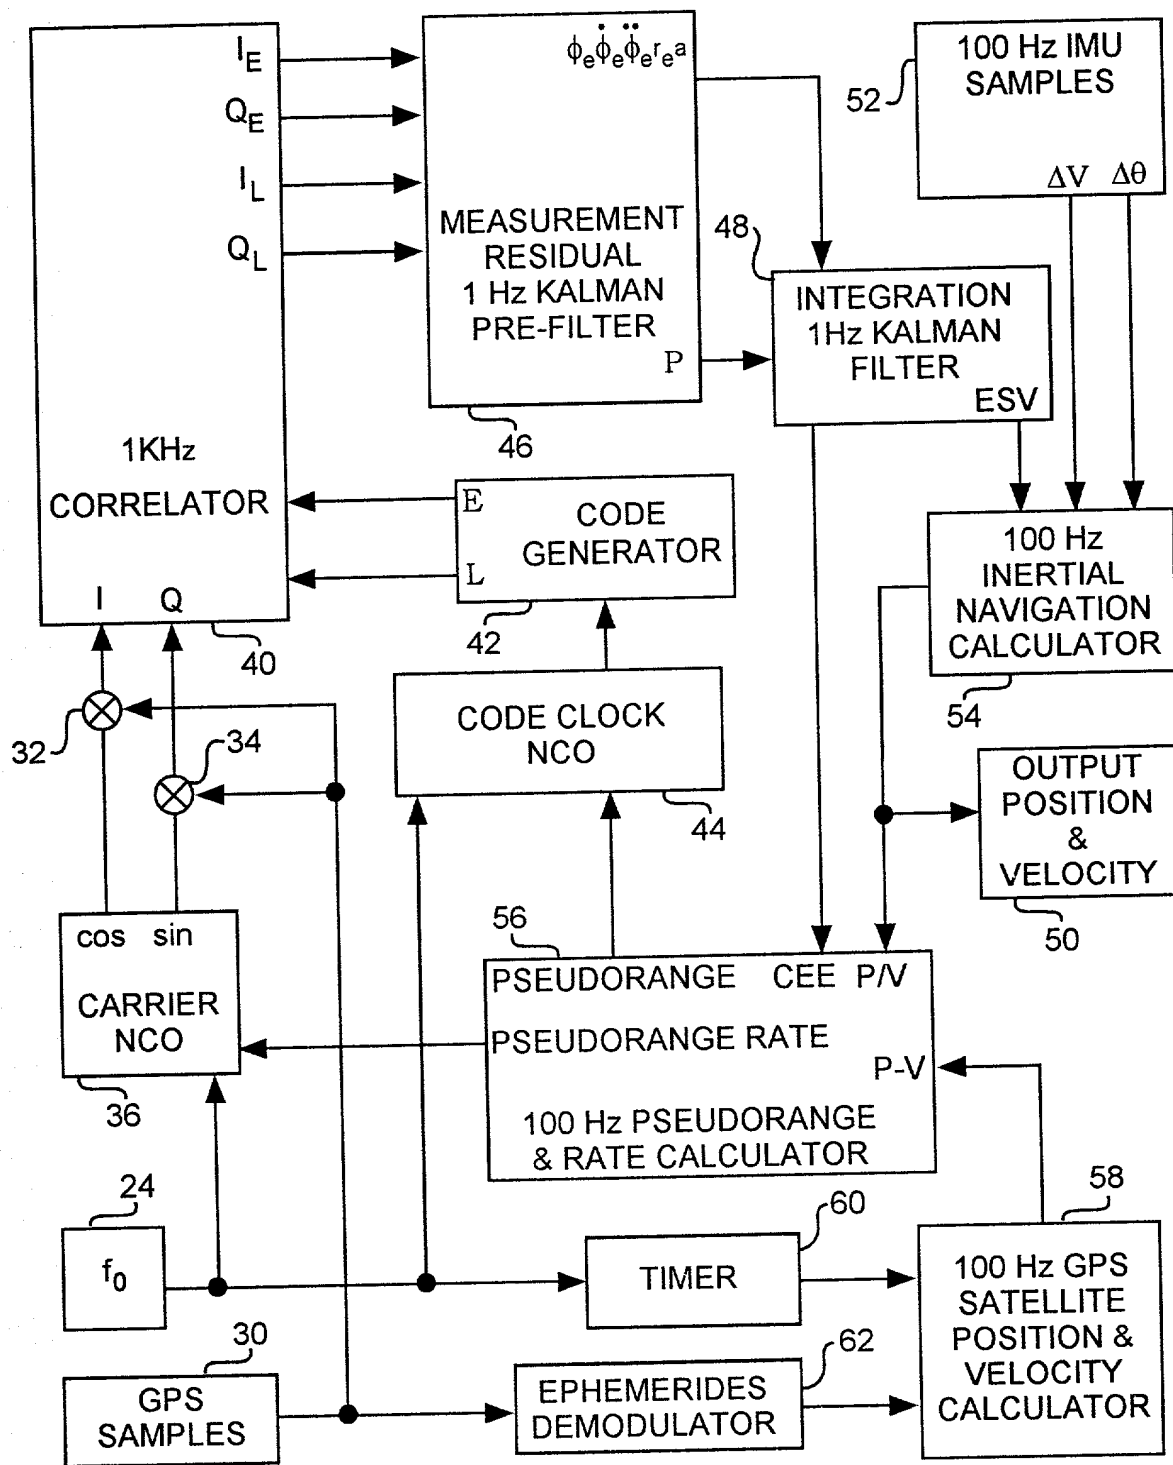 I_E
Q_E
I_L
Q_L
1KHz
CORRELATOR
I Q
40
ϕ_e ϕ̇_e ϕ̈_e r_e a
MEASUREMENT
RESIDUAL
1 Hz KALMAN
PRE-FILTER
P
46
100 Hz IMU
SAMPLES
ΔV Δθ
52
48
INTEGRATION
1Hz KALMAN
FILTER
ESV
E
L
CODE
GENERATOR
42
100 Hz
INERTIAL
NAVIGATION
CALCULATOR
54
32
34
CODE CLOCK
NCO
44
OUTPUT
POSITION
&
VELOCITY
50
cos sin
CARRIER
NCO
36
56
PSEUDORANGE CEE P/V
PSEUDORANGE RATE
P-V
100 Hz PSEUDORANGE
& RATE CALCULATOR
24
f_0
60
TIMER
58
100 Hz GPS
SATELLITE
POSITION &
VELOCITY
CALCULATOR
30
GPS
SAMPLES
62
EPHEMERIDES
DEMODULATOR